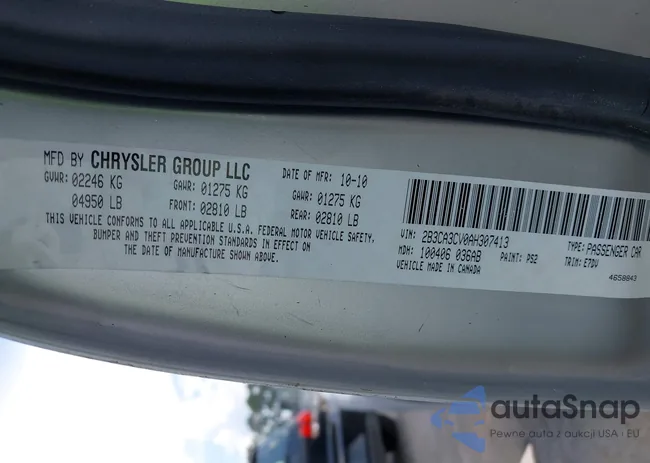 MFD BY CHRYSLER GROUP LLC
DATE OF MFR: 10-10
GVWR: 02246 KG
GAWR: 01275 KG
GAWR: 01275 KG
04950 LB
FRONT: 02810 LB
REAR: 02810 LB
THIS VEHICLE CONFORMS TO ALL APPLICABLE U.S.A. FEDERAL MOTOR VEHICLE SAFETY,
BUMPER AND THEFT PREVENTION STANDARDS IN EFFECT ON
THE DATE OF MANUFACTURE SHOWN ABOVE.
VIN: 2B3CA3CV0AH307413
TYPE: PASSENGER CAR
MDH: 100406 036AB
PAINT: PS2
TRIM: E7DV
VEHICLE MADE IN CANADA
4658843
autaSnap
Pewne auta z aukcji USA i EU